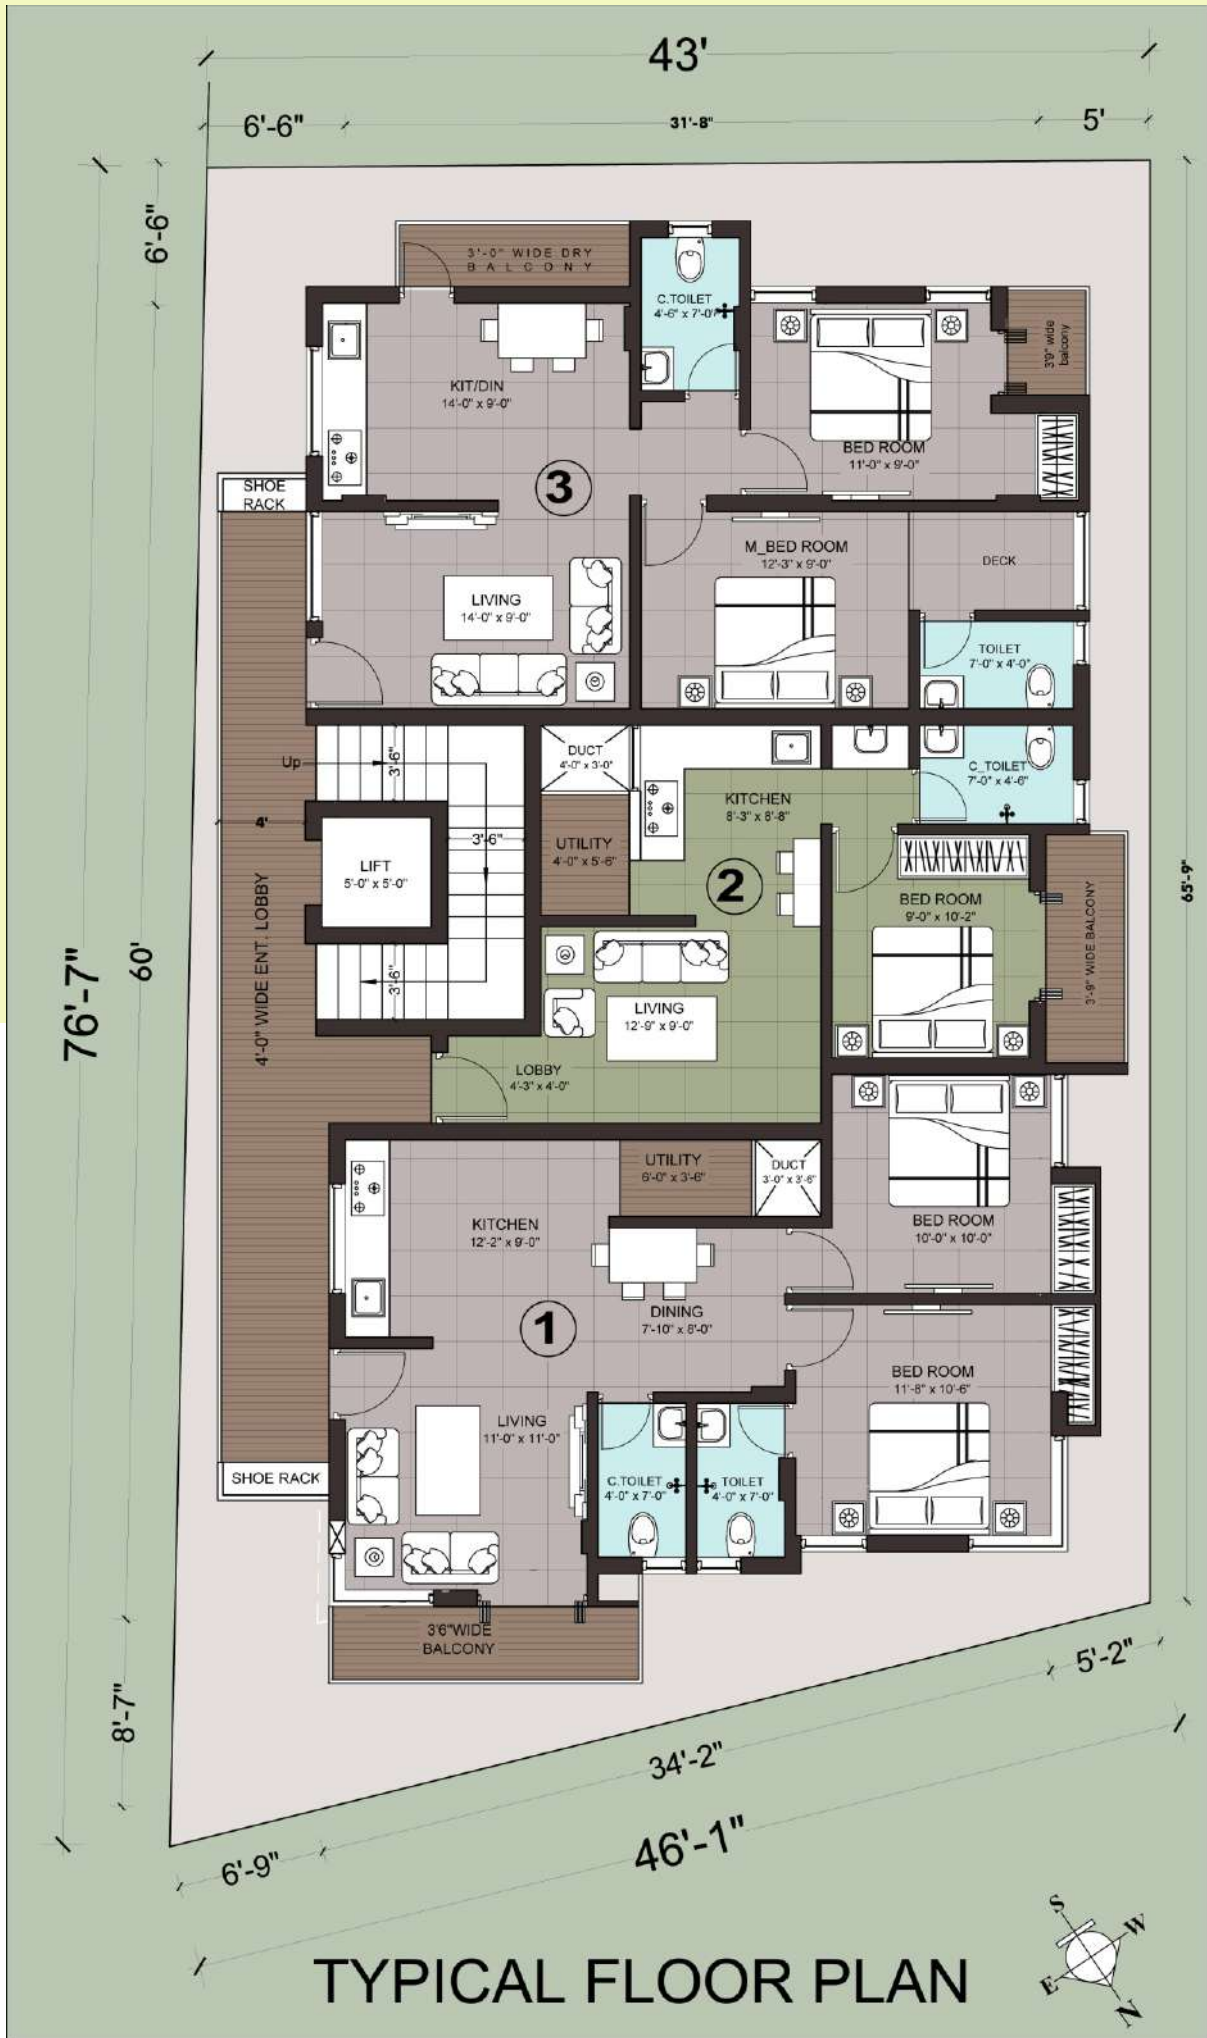 43'
6'-6"
31'-8"
5'
6'-6"
3'-0" WIDE DRY
BALCONY
C.TOILET
4'-6" x 7'-0"
3'9" wide
balcony
KIT/DIN
14'-0" x 9'-0"
BED ROOM
11'-0" x 9'-0"
3
SHOE
RACK
M_BED ROOM
12'-3" x 9'-0"
DECK
LIVING
14'-0" x 9'-0"
TOILET
7'-0" x 4'-0"
Up
3'-6"
DUCT
4'-0" x 3'-0"
C_TOILET
7'-0" x 4'-6"
KITCHEN
8'-3" x 8'-8"
4'
3'-6"
UTILITY
4'-0" x 5'-6"
LIFT
5'-0" x 5'-0"
2
BED ROOM
9'-0" x 10'-2"
65'-9"
76'-7"
60'
4'-0" WIDE ENT. LOBBY
3'-6"
3'-9" WIDE BALCONY
LIVING
12'-9" x 9'-0"
LOBBY
4'-3" x 4'-0"
UTILITY
6'-0" x 3'-6"
DUCT
3'-0" x 3'-6"
KITCHEN
12'-2" x 9'-0"
BED ROOM
10'-0" x 10'-0"
1
DINING
7'-10" x 8'-0"
BED ROOM
11'-8" x 10'-6"
LIVING
11'-0" x 11'-0"
SHOE RACK
C.TOILET
4'-0" x 7'-0"
TOILET
4'-0" x 7'-0"
3'6"WIDE
BALCONY
8'-7"
5'-2"
34'-2"
46'-1"
6'-9"
S
W
E
N
TYPICAL FLOOR PLAN